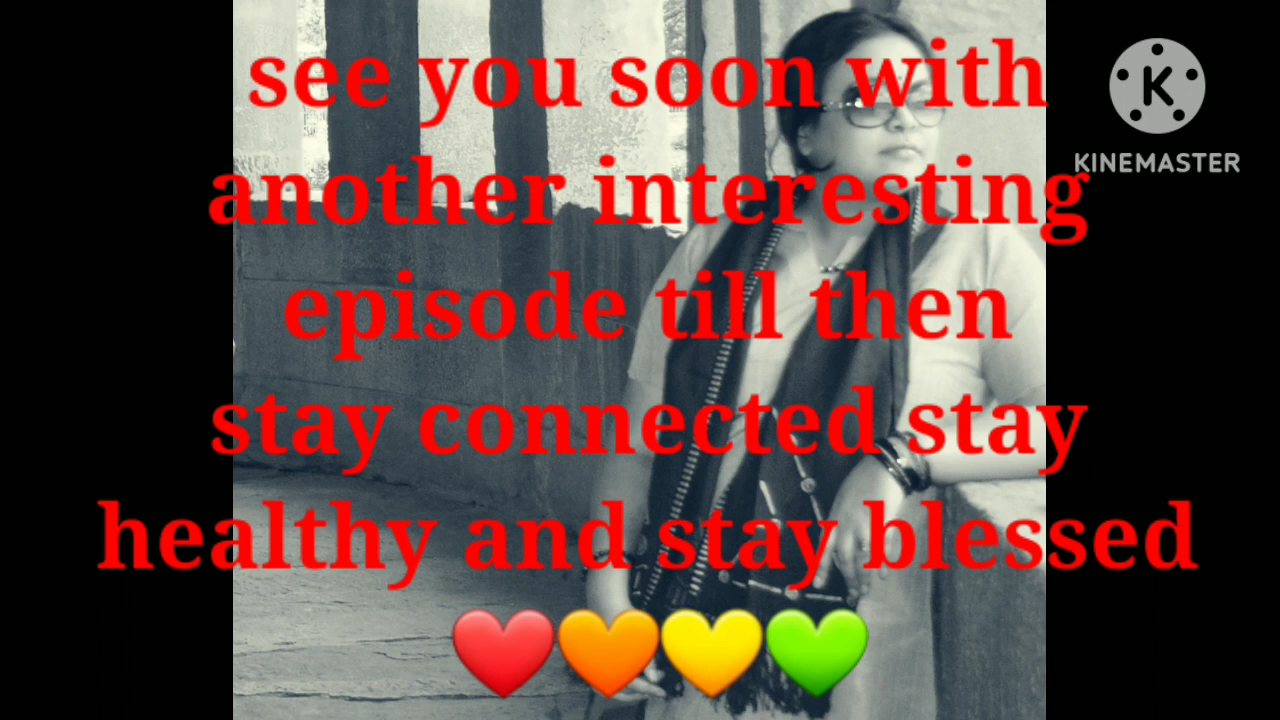 see you soon with
another interesting
episode till then
stay connected stay
healthy and stay blessed
❤️🧡💛💚
K
KINEMASTER